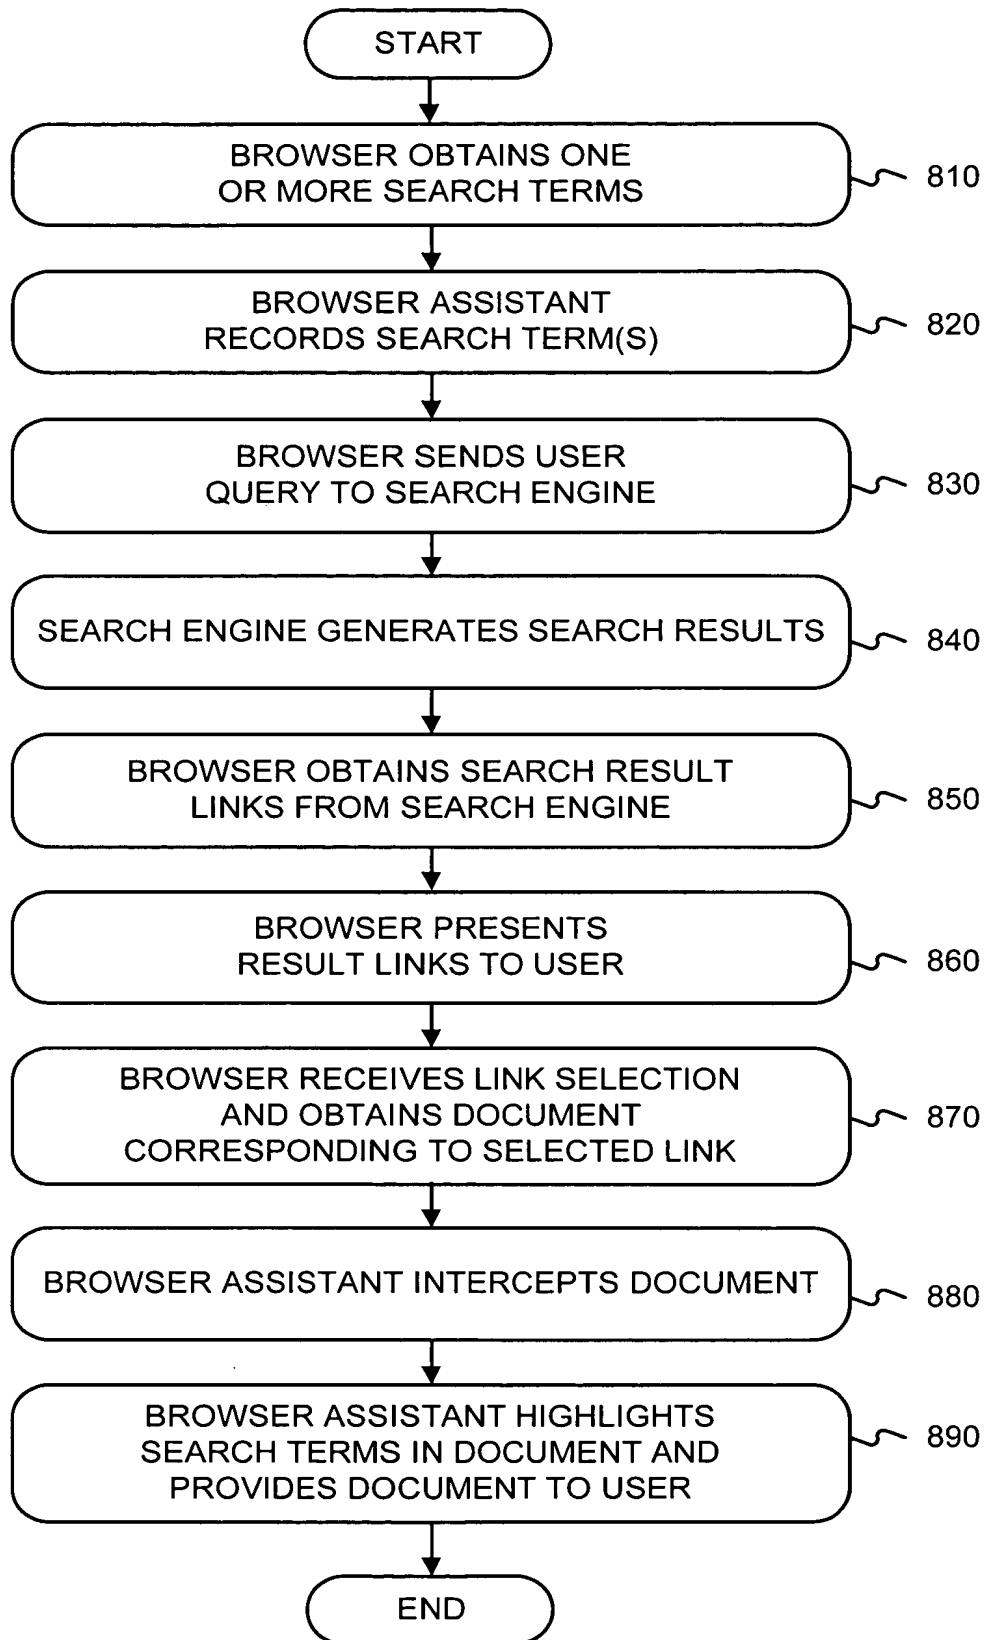 START
BROWSER OBTAINS ONE
OR MORE SEARCH TERMS
810
BROWSER ASSISTANT
RECORDS SEARCH TERM(S)
820
BROWSER SENDS USER
QUERY TO SEARCH ENGINE
830
SEARCH ENGINE GENERATES SEARCH RESULTS
840
BROWSER OBTAINS SEARCH RESULT
LINKS FROM SEARCH ENGINE
850
BROWSER PRESENTS
RESULT LINKS TO USER
860
BROWSER RECEIVES LINK SELECTION
AND OBTAINS DOCUMENT
CORRESPONDING TO SELECTED LINK
870
BROWSER ASSISTANT INTERCEPTS DOCUMENT
880
BROWSER ASSISTANT HIGHLIGHTS
SEARCH TERMS IN DOCUMENT AND
PROVIDES DOCUMENT TO USER
890
END